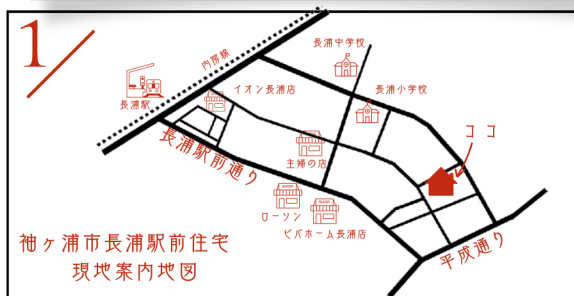 1
内房線
長浦中学校
長浦駅
イオン長浦店
長浦小学校
ココ
長浦駅前通り
主婦の店
SHOP
ローソン
SHOP
ビバホーム長浦店
平成通り
袖ヶ浦市長浦駅前住宅
現地案内地図